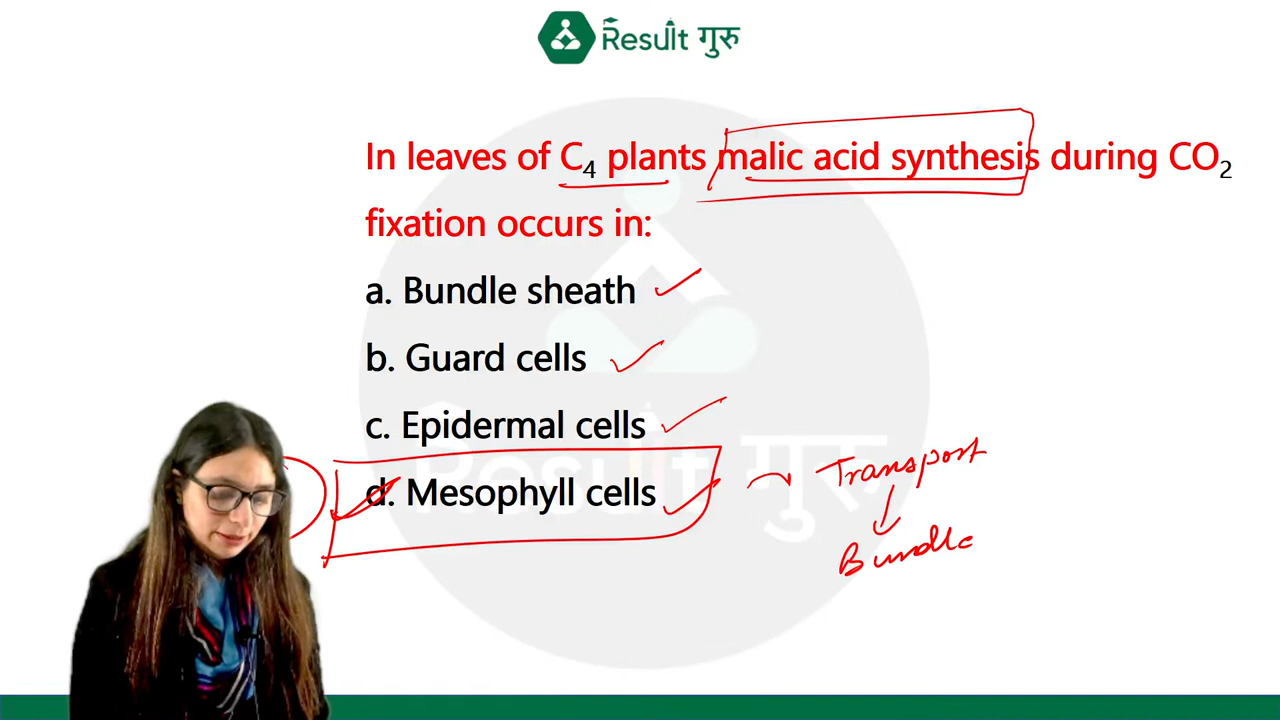 Result गुरु
In leaves of C₄ plants malic acid synthesis during CO₂
fixation occurs in:
a. Bundle sheath
b. Guard cells
c. Epidermal cells
d. Mesophyll cells
Transport
Bundle
Result गुरु